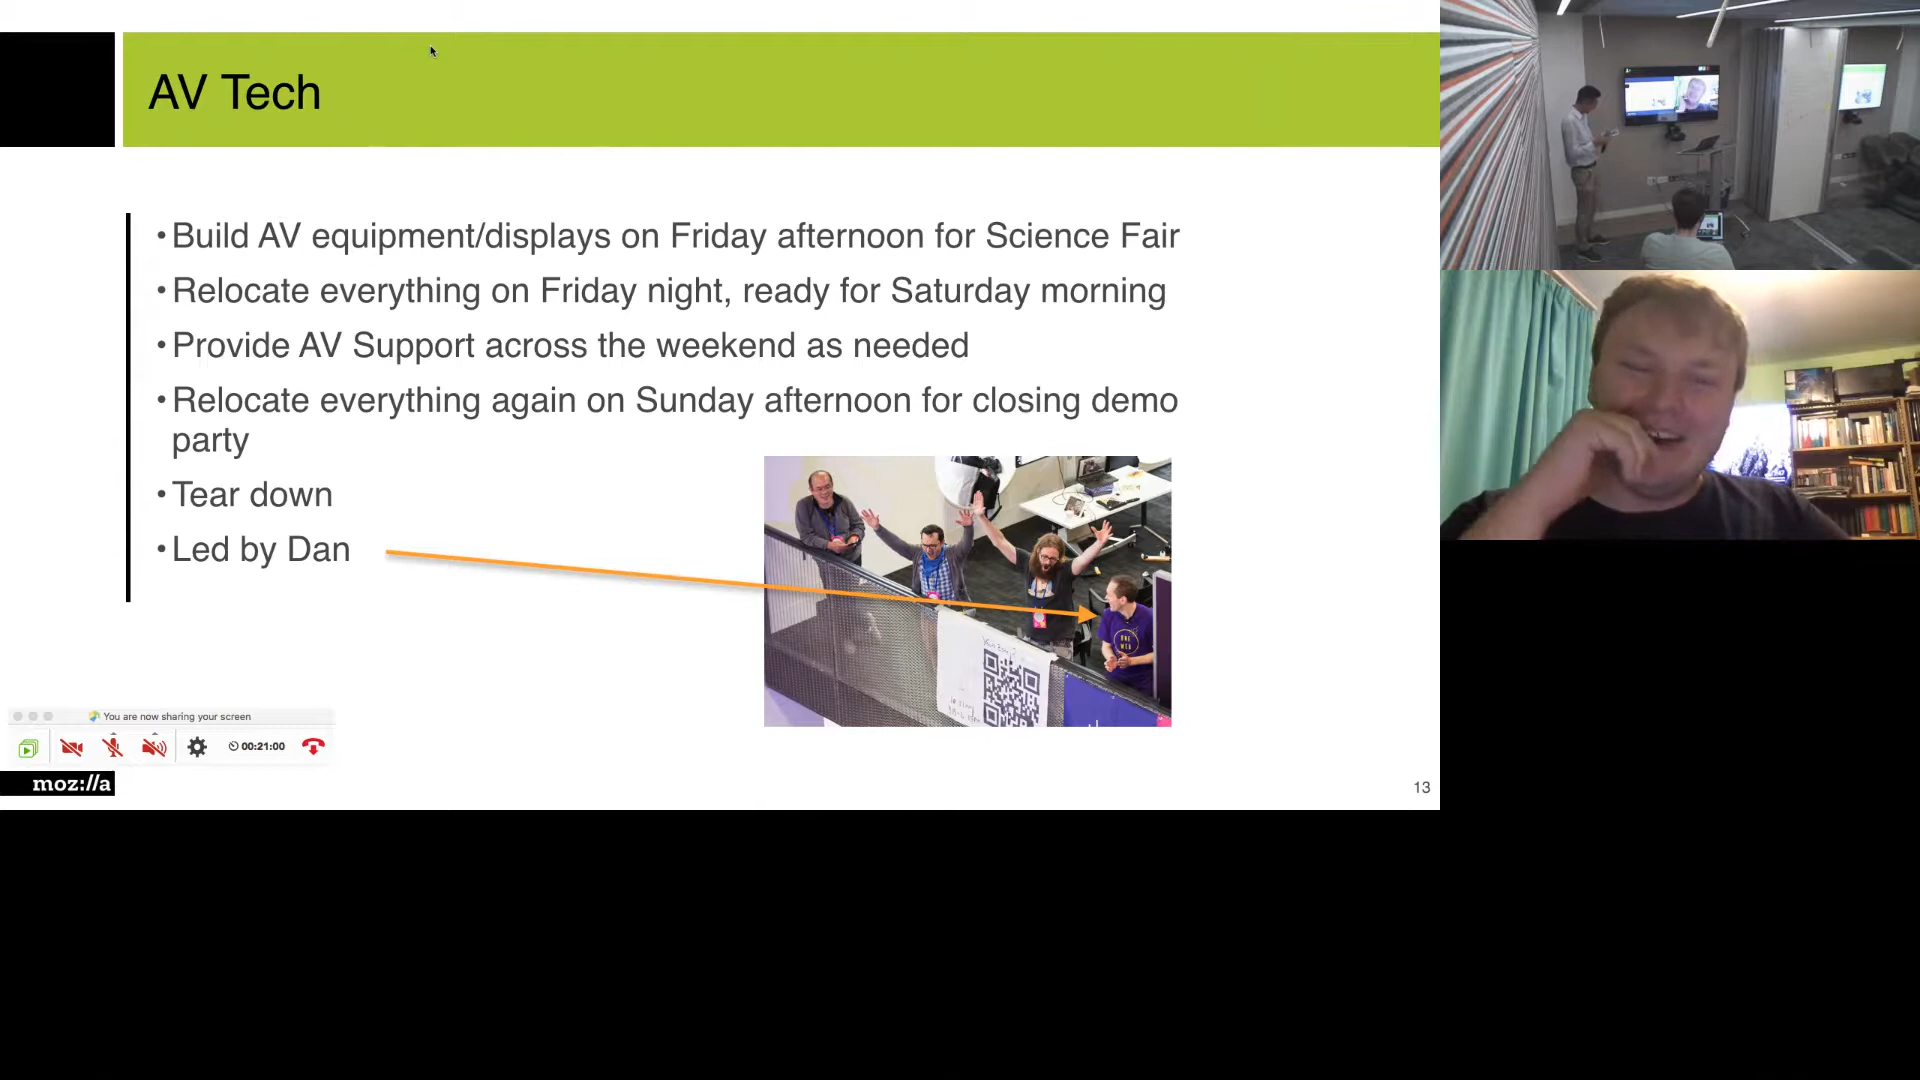 AV Tech
•Build AV equipment/displays on Friday afternoon for Science Fair
•Relocate everything on Friday night, ready for Saturday morning
•Provide AV Support across the weekend as needed
•Relocate everything again on Sunday afternoon for closing demo
party
•Tear down
•Led by Dan
You are now sharing your screen
00:21:00
moz://a
13